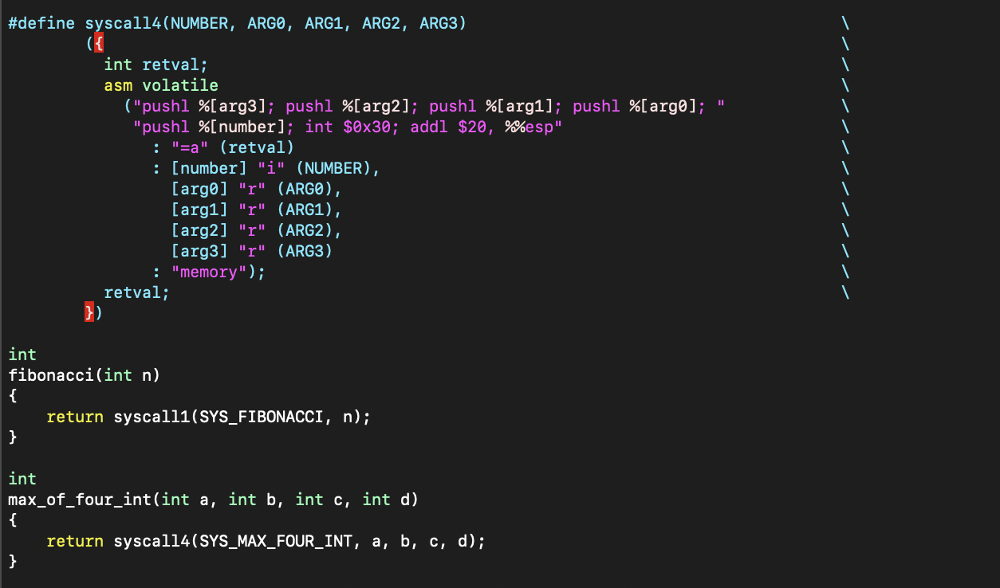 #define syscall4(NUMBER, ARG0, ARG1, ARG2, ARG3) \
        ({ \
          int retval; \
          asm volatile \
            ("pushl %[arg3]; pushl %[arg2]; pushl %[arg1]; pushl %[arg0]; " \
             "pushl %[number]; int $0x30; addl $20, %%esp" \
               : "=a" (retval) \
               : [number] "i" (NUMBER), \
                 [arg0] "r" (ARG0), \
                 [arg1] "r" (ARG1), \
                 [arg2] "r" (ARG2), \
                 [arg3] "r" (ARG3) \
               : "memory"); \
          retval; \
        })

int
fibonacci(int n)
{
    return syscall1(SYS_FIBONACCI, n);
}

int
max_of_four_int(int a, int b, int c, int d)
{
    return syscall4(SYS_MAX_FOUR_INT, a, b, c, d);
}